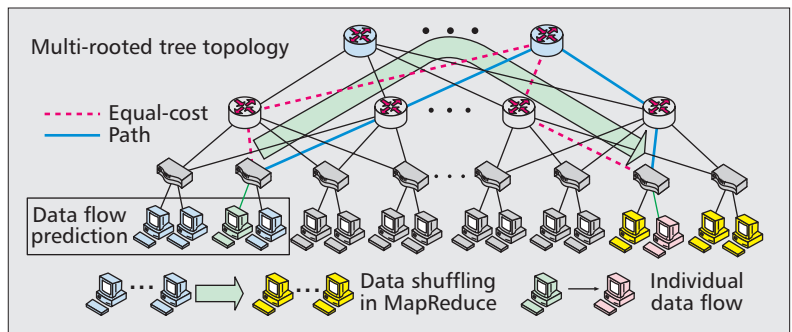 Multi-rooted tree topology
Equal-cost
Path
Data flow
prediction
Data shuffling
in MapReduce
Individual
data flow